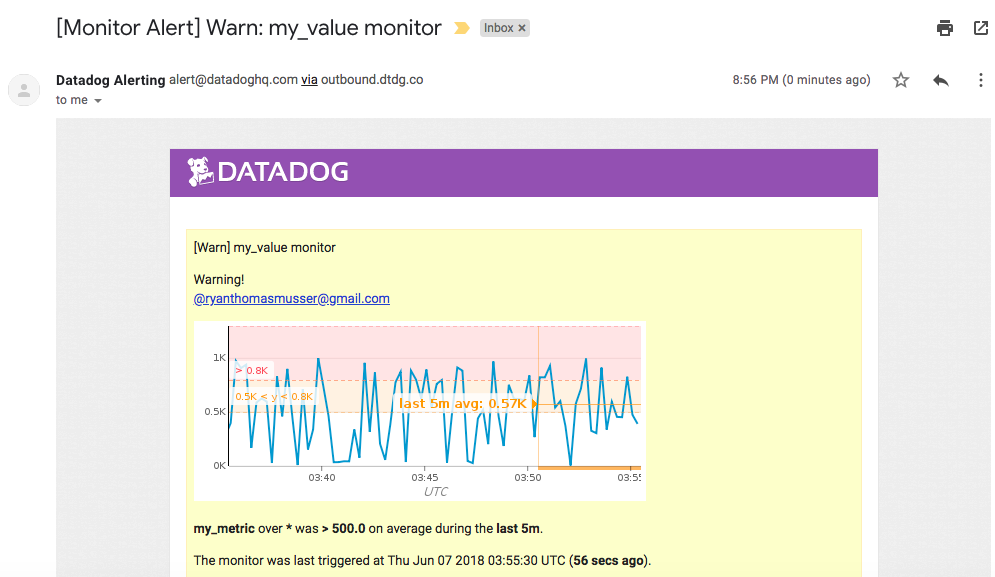 [Monitor Alert] Warn: my_value monitor Inbox x
Datadog Alerting alert@datadoghq.com via outbound.dtdg.co 8:56 PM (0 minutes ago)
to me
DATADOG
[Warn] my_value monitor
Warning!
@ryanthomasmusser@gmail.com
1K
> 0.8K
0.5K < y < 0.8K
last 5m avg: 0.57K
0.5K
0K
03:40 03:45 03:50 03:55
UTC
my_metric over * was > 500.0 on average during the last 5m.
The monitor was last triggered at Thu Jun 07 2018 03:55:30 UTC (56 secs ago).